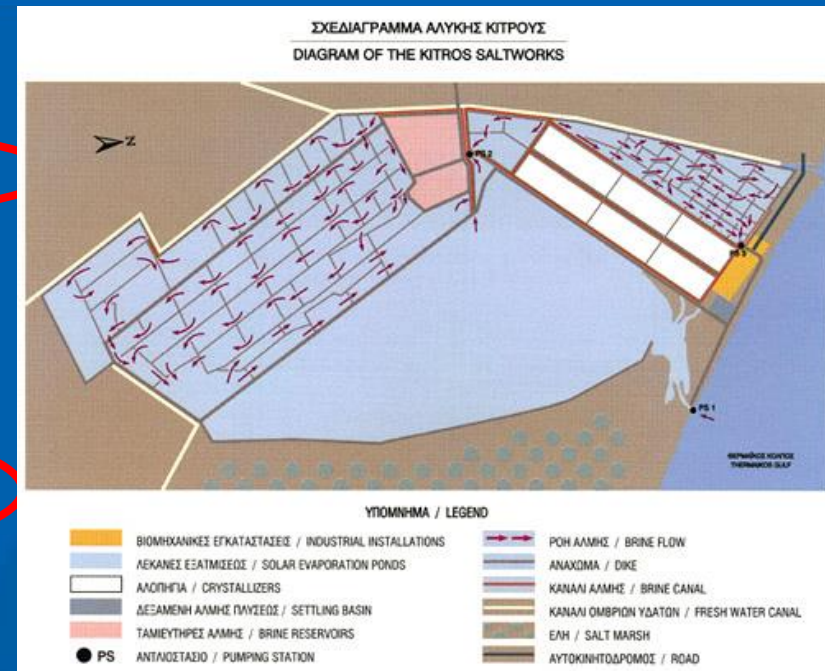 ΣΧΕΔΙΑΓΡΑΜΜΑ ΑΛΥΚΗΣ ΚΙΤΡΟΥΣ
DIAGRAM OF THE KITROS SALTWORKS
N
PS 2
PS 3
PS 1
ΘΕΡΜΑΪΚΟΣ ΚΟΛΠΟΣ
THERMAIKOS GULF
ΥΠΟΜΝΗΜΑ / LEGEND
ΒΙΟΜΗΧΑΝΙΚΕΣ ΕΓΚΑΤΑΣΤΑΣΕΙΣ / INDUSTRIAL INSTALLATIONS
ΛΕΚΑΝΕΣ ΕΞΑΤΜΙΣΕΩΣ / SOLAR EVAPORATION PONDS
ΑΛΟΠΗΓΙΑ / CRYSTALLIZERS
ΔΕΞΑΜΕΝΗ ΑΛΜΗΣ ΠΛΥΣΕΩΣ / SETTLING BASIN
ΤΑΜΙΕΥΤΗΡΕΣ ΑΛΜΗΣ / BRINE RESERVOIRS
PS ΑΝΤΛΙΟΣΤΑΣΙΟ / PUMPING STATION
ΡΟΗ ΑΛΜΗΣ / BRINE FLOW
ΑΝΑΧΩΜΑ / DIKE
ΚΑΝΑΛΙ ΑΛΜΗΣ / BRINE CANAL
ΚΑΝΑΛΙ ΟΜΒΡΙΩΝ ΥΔΑΤΩΝ / FRESH WATER CANAL
ΕΛΗ / SALT MARSH
ΑΥΤΟΚΙΝΗΤΟΔΡΟΜΟΣ / ROAD